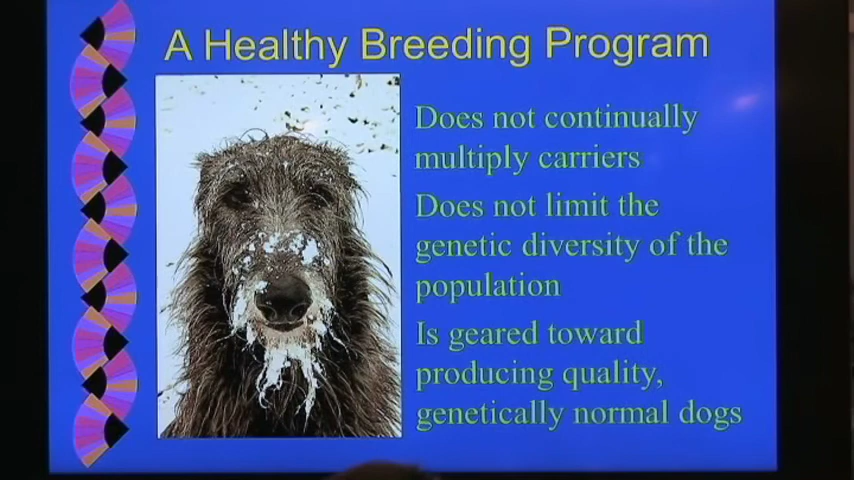 A Healthy Breeding Program
Does not continually
multiply carriers
Does not limit the
genetic diversity of the
population
Is geared toward
producing quality,
genetically normal dogs